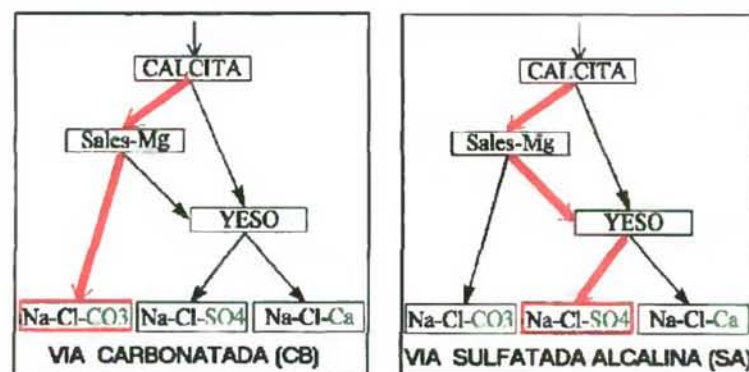 CALCITA
Sales-Mg
YESO
Na-Cl-CO3 Na-Cl-SO4 Na-Cl-Ca
VIA CARBONATADA (CB)
CALCITA
Sales-Mg
YESO
Na-Cl-CO3 Na-Cl-SO4 Na-Cl-Ca
VIA SULFATADA ALCALINA (SA)